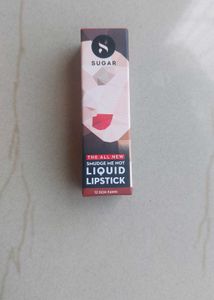 SUGAR
THE ALL NEW
SMUDGE ME NOT
LIQUID
LIPSTICK